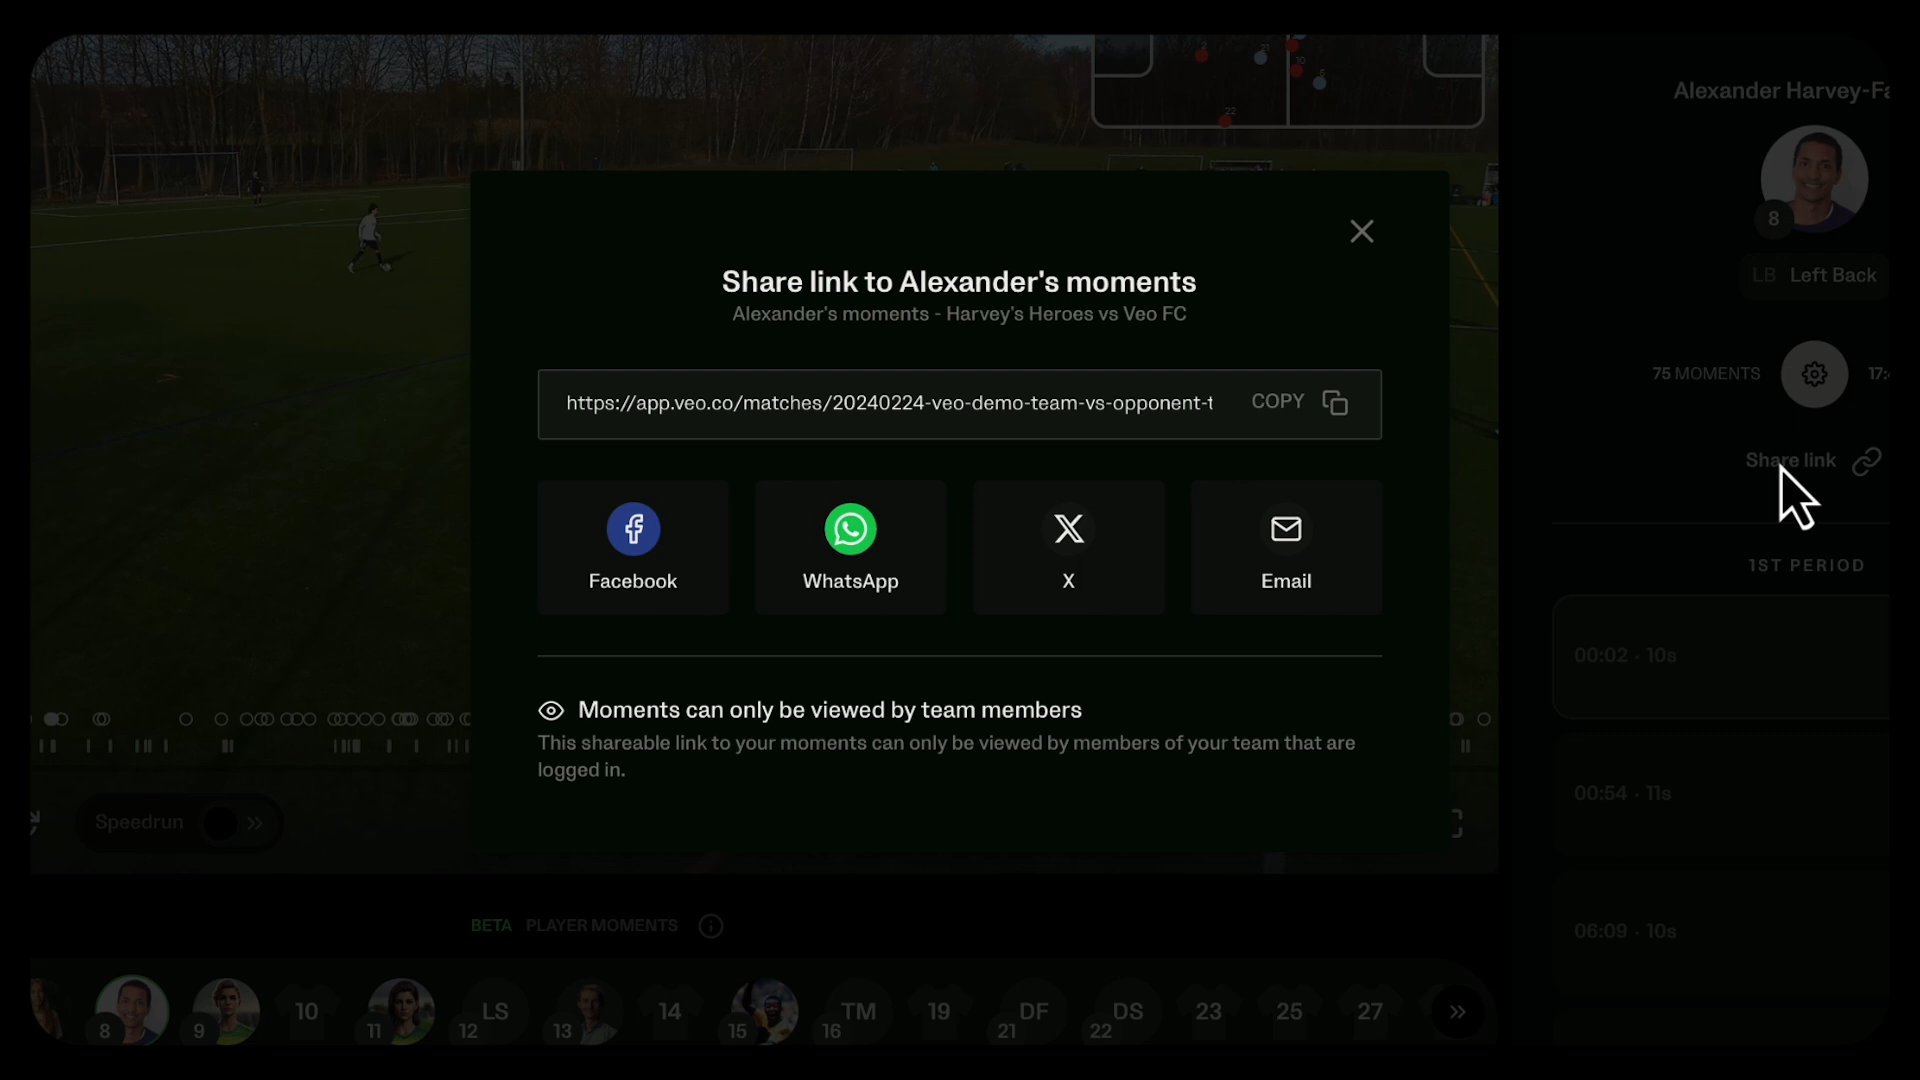 Alexander Harvey-Fa
8
LB Left Back
75 MOMENTS
17:
Share link
1ST PERIOD
00:02 · 10s
00:54 · 11s
06:09 · 10s
Share link to Alexander's moments
Alexander's moments - Harvey's Heroes vs Veo FC
https://app.veo.co/matches/20240224-veo-demo-team-vs-opponent-t
COPY
Facebook
WhatsApp
X
Email
Moments can only be viewed by team members
This shareable link to your moments can only be viewed by members of your team that are
logged in.
Speedrun
BETA PLAYER MOMENTS
8
9
10
11
LS 12
13
14
15
TM 16
19
DF 21
DS 22
23
25
27
10
22